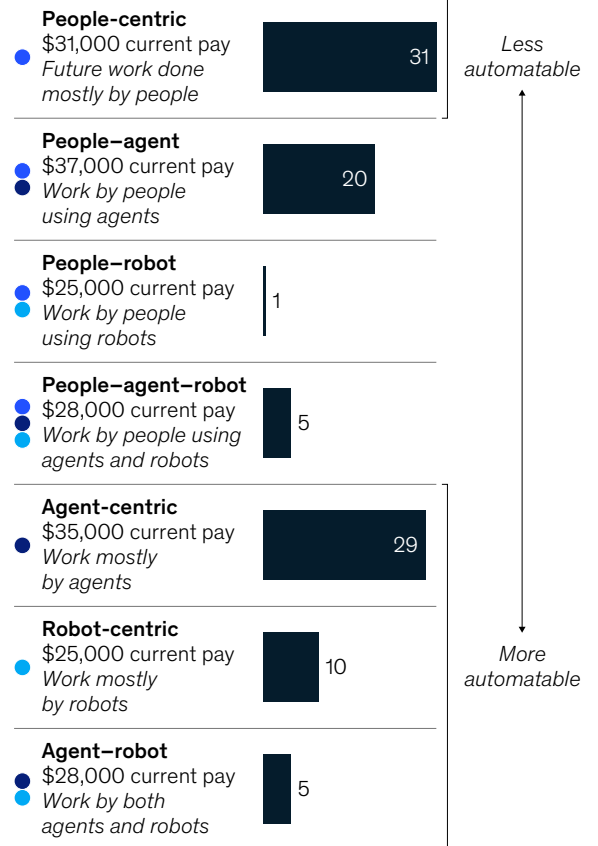 People-centric
$31,000 current pay
Future work done
mostly by people
31
Less
automatable
People–agent
$37,000 current pay
Work by people
using agents
20
People–robot
$25,000 current pay
Work by people
using robots
1
People–agent–robot
$28,000 current pay
Work by people using
agents and robots
5
Agent-centric
$35,000 current pay
Work mostly
by agents
29
Robot-centric
$25,000 current pay
Work mostly
by robots
10
More
automatable
Agent–robot
$28,000 current pay
Work by both
agents and robots
5